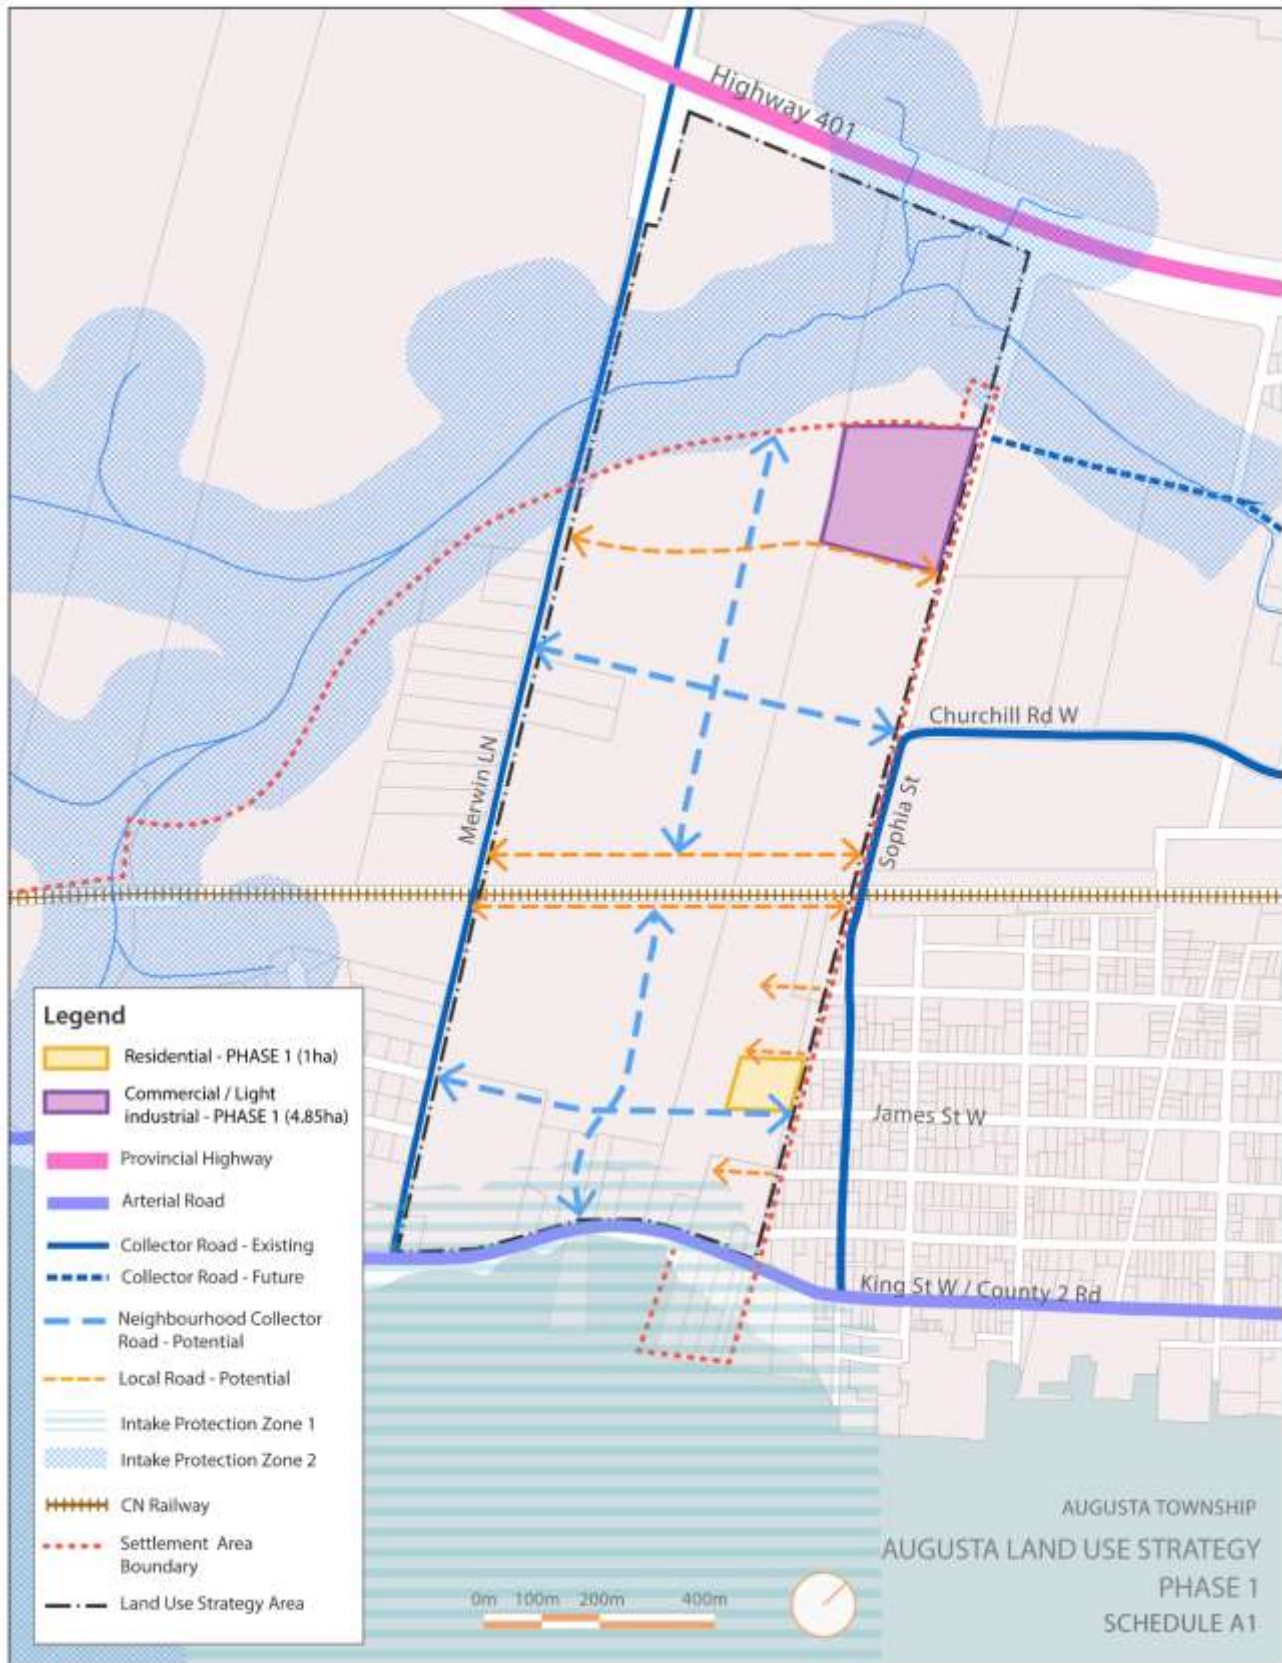 Highway 401
Churchill Rd W
Merwin LN
Sophia St
James St W
King St W / County 2 Rd
Legend
Residential - PHASE 1 (1ha)
Commercial / Light
industrial - PHASE 1 (4.85ha)
Provincial Highway
Arterial Road
Collector Road - Existing
Collector Road - Future
Neighbourhood Collector
Road - Potential
Local Road - Potential
Intake Protection Zone 1
Intake Protection Zone 2
CN Railway
Settlement Area
Boundary
Land Use Strategy Area
0m 100m 200m 400m
AUGUSTA TOWNSHIP
AUGUSTA LAND USE STRATEGY
PHASE 1
SCHEDULE A1